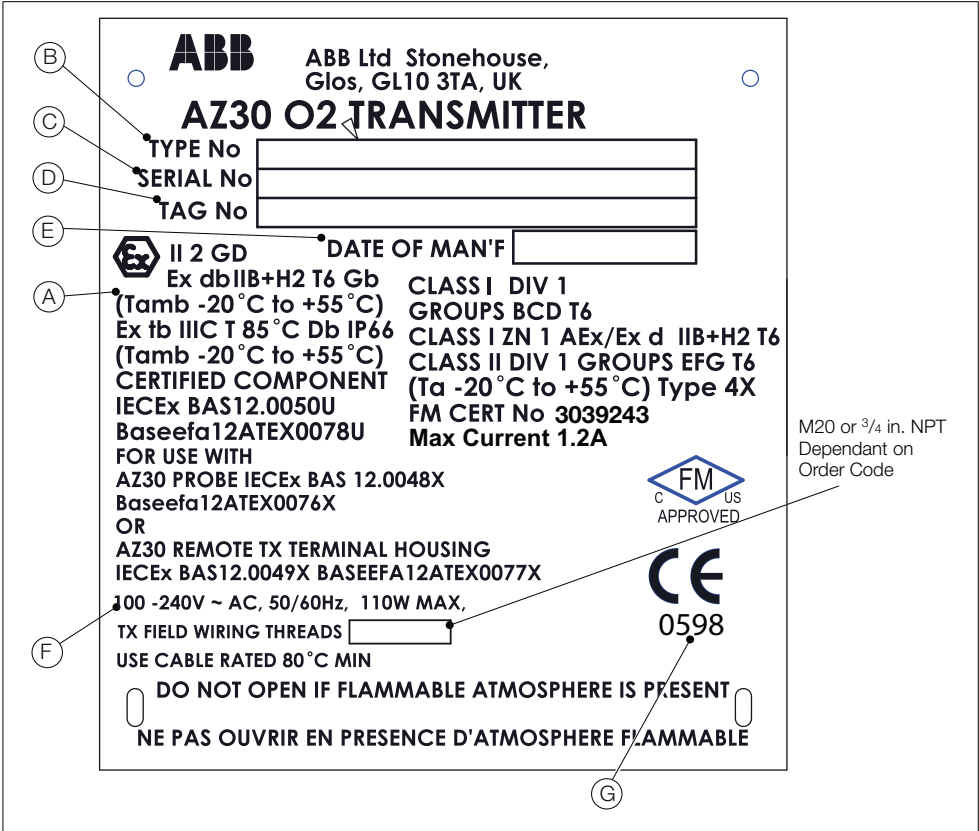 ABB
ABB Ltd Stonehouse,
Glos, GL10 3TA, UK
AZ30 O2 TRANSMITTER
B
TYPE No
C
SERIAL No
D
TAG No
E
DATE OF MAN'F
Ex II 2 GD
Ex db IIB+H2 T6 Gb
A
(Tamb -20°C to +55°C)
Ex tb IIIC T 85°C Db IP66
(Tamb -20°C to +55°C)
CERTIFIED COMPONENT
IECEx BAS12.0050U
Baseefa12ATEX0078U
FOR USE WITH
AZ30 PROBE IECEx BAS 12.0048X
Baseefa12ATEX0076X
OR
AZ30 REMOTE TX TERMINAL HOUSING
IECEx BAS12.0049X BASEEFA12ATEX0077X
CLASS I DIV 1
GROUPS BCD T6
CLASS I ZN 1 AEx/Ex d IIB+H2 T6
CLASS II DIV 1 GROUPS EFG T6
(Ta -20°C to +55°C) Type 4X
FM CERT No 3039243
Max Current 1.2A
M20 or 3/4 in. NPT
Dependant on
Order Code
FM
C US
APPROVED
CE
0598
100 -240V ~ AC, 50/60Hz, 110W MAX,
F
TX FIELD WIRING THREADS
USE CABLE RATED 80°C MIN
DO NOT OPEN IF FLAMMABLE ATMOSPHERE IS PRESENT
NE PAS OUVRIR EN PRESENCE D'ATMOSPHERE FLAMMABLE
G